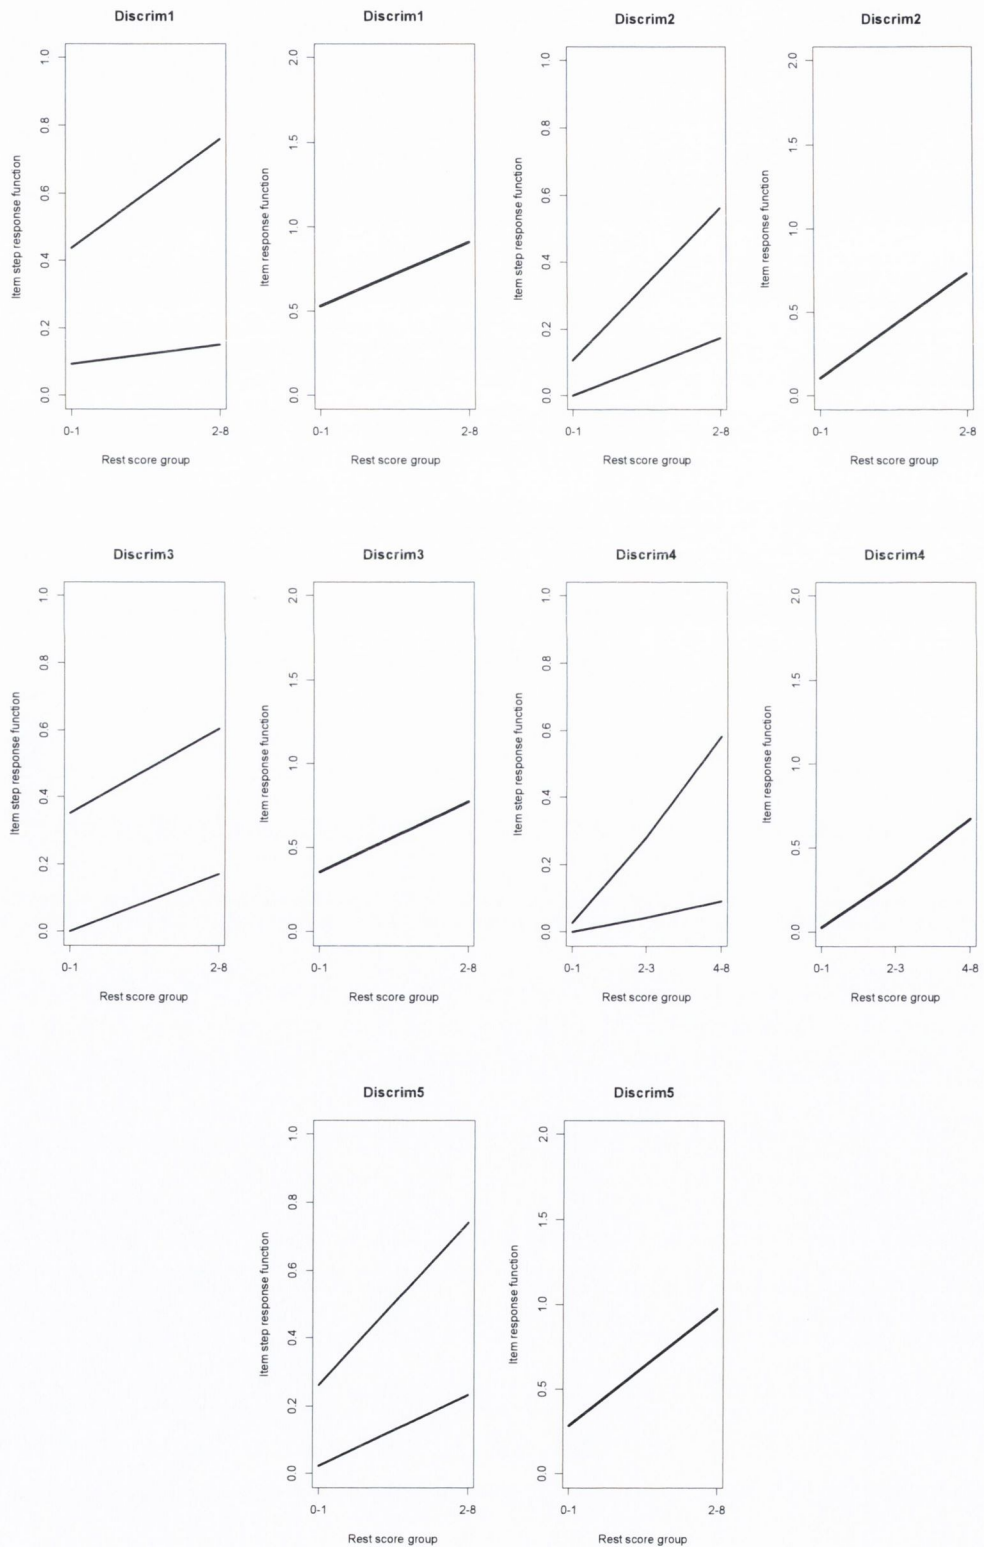 Discrim1
Item step response function
1.0
0.8
0.6
0.4
0.2
0.0
0-1 2-8
Rest score group
Discrim1
Item response function
2.0
1.5
1.0
0.5
0.0
0-1 2-8
Rest score group
Discrim2
Item step response function
1.0
0.8
0.6
0.4
0.2
0.0
0-1 2-8
Rest score group
Discrim2
Item response function
2.0
1.5
1.0
0.5
0.0
0-1 2-8
Rest score group
Discrim3
Item step response function
1.0
0.8
0.6
0.4
0.2
0.0
0-1 2-8
Rest score group
Discrim3
Item response function
2.0
1.5
1.0
0.5
0.0
0-1 2-8
Rest score group
Discrim4
Item step response function
1.0
0.8
0.6
0.4
0.2
0.0
0-1 2-3 4-8
Rest score group
Discrim4
Item response function
2.0
1.5
1.0
0.5
0.0
0-1 2-3 4-8
Rest score group
Discrim5
Item step response function
1.0
0.8
0.6
0.4
0.2
0.0
0-1 2-8
Rest score group
Discrim5
Item response function
2.0
1.5
1.0
0.5
0.0
0-1 2-8
Rest score group